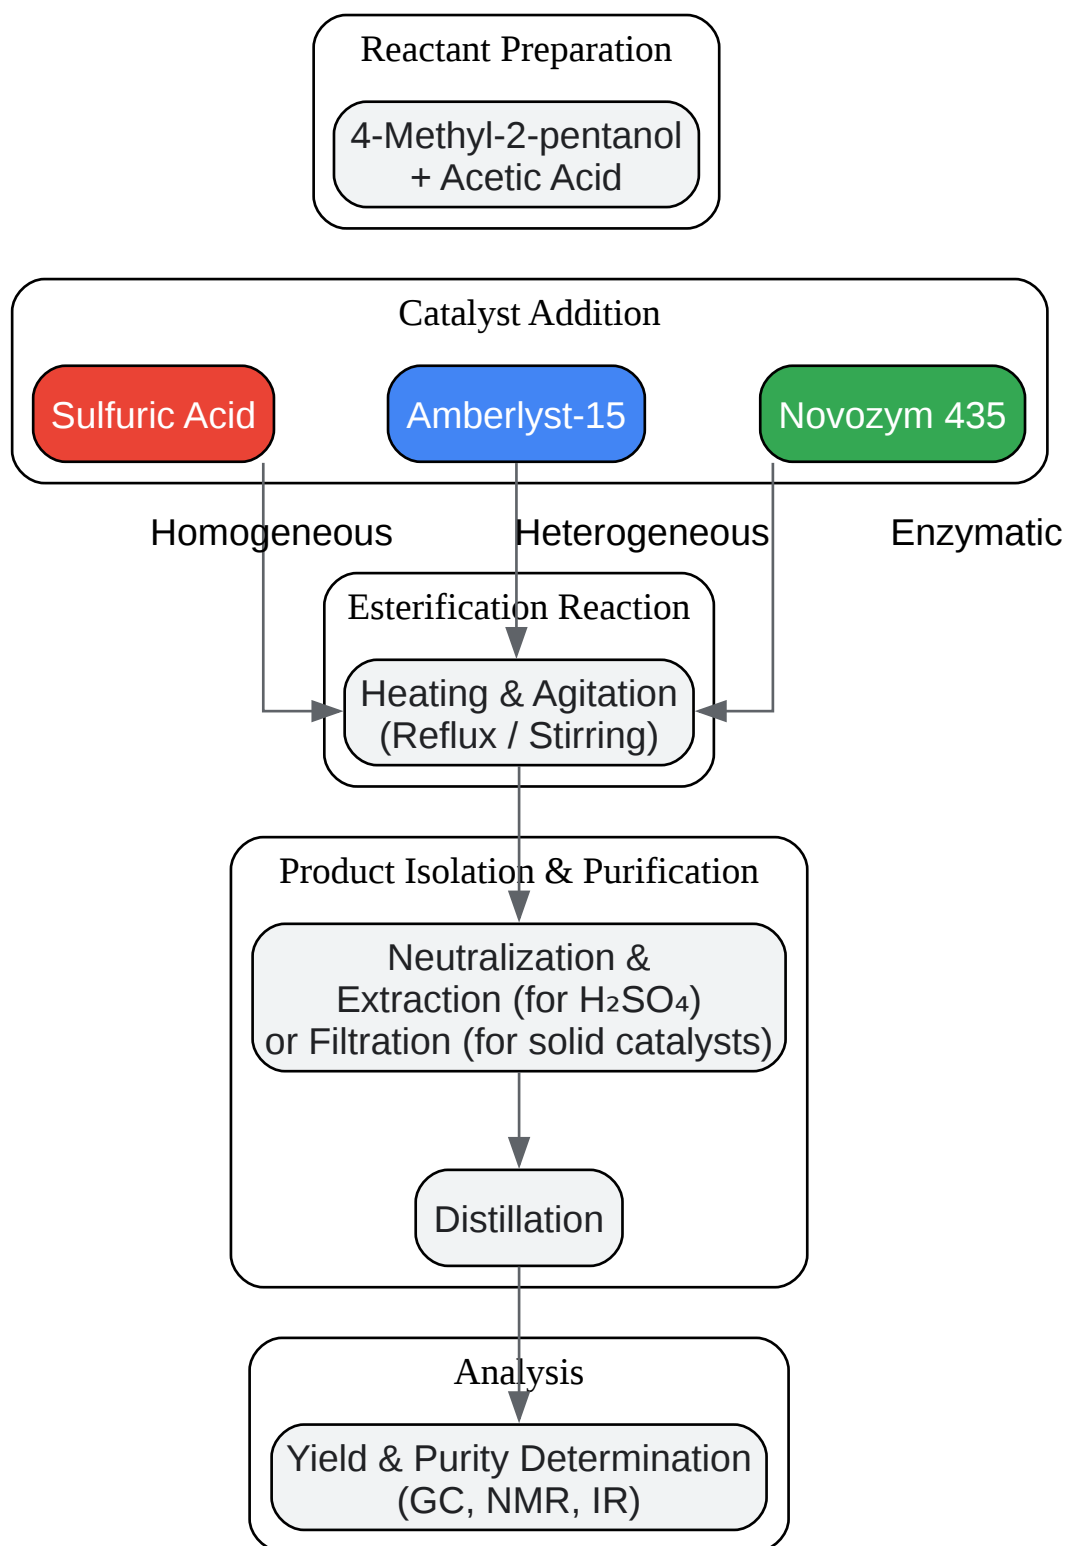 Reactant Preparation
4-Methyl-2-pentanol
+ Acetic Acid
Catalyst Addition
Sulfuric Acid
Amberlyst-15
Novozym 435
Homogeneous
Heterogeneous
Enzymatic
Esterification Reaction
Heating & Agitation
(Reflux / Stirring)
Product Isolation & Purification
Neutralization &
Extraction (for H₂SO₄)
or Filtration (for solid catalysts)
Distillation
Analysis
Yield & Purity Determination
(GC, NMR, IR)